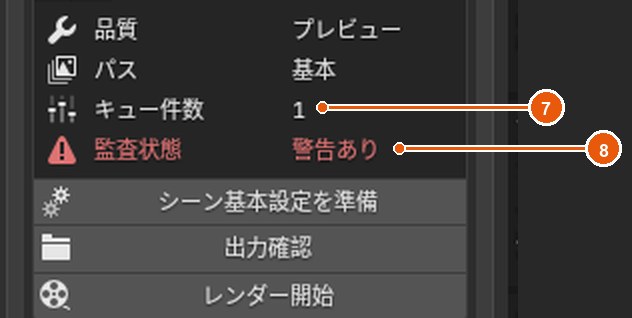 品質 プレビュー
パス 基本
キュー件数 1 7
監査状態 警告あり 8
シーン基本設定を準備
出力確認
レンダー開始